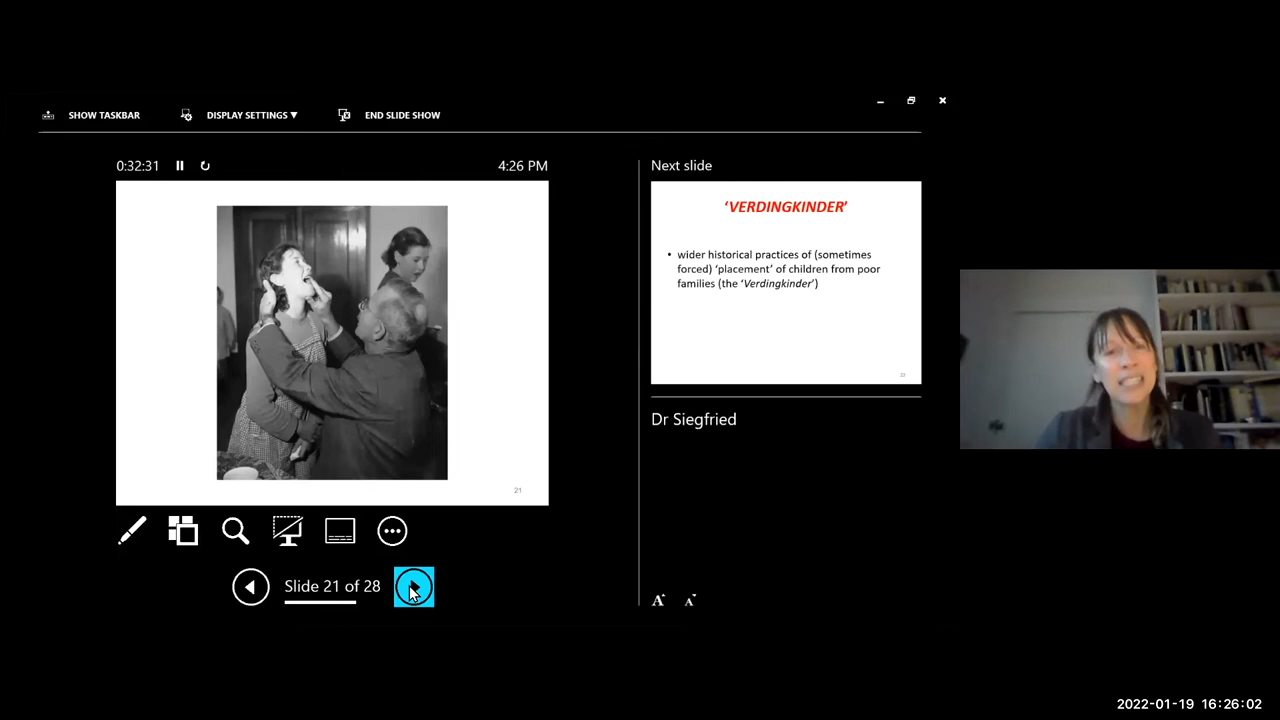 SHOW TASKBAR
DISPLAY SETTINGS ▼
END SLIDE SHOW
0:32:31
4:26 PM
Next slide
‘VERDINGKINDER’
• wider historical practices of (sometimes
forced) ‘placement’ of children from poor
families (the ‘Verdingkinder’)
22
Dr Siegfried
21
Slide 21 of 28
A A
2022-01-19 16:26:02